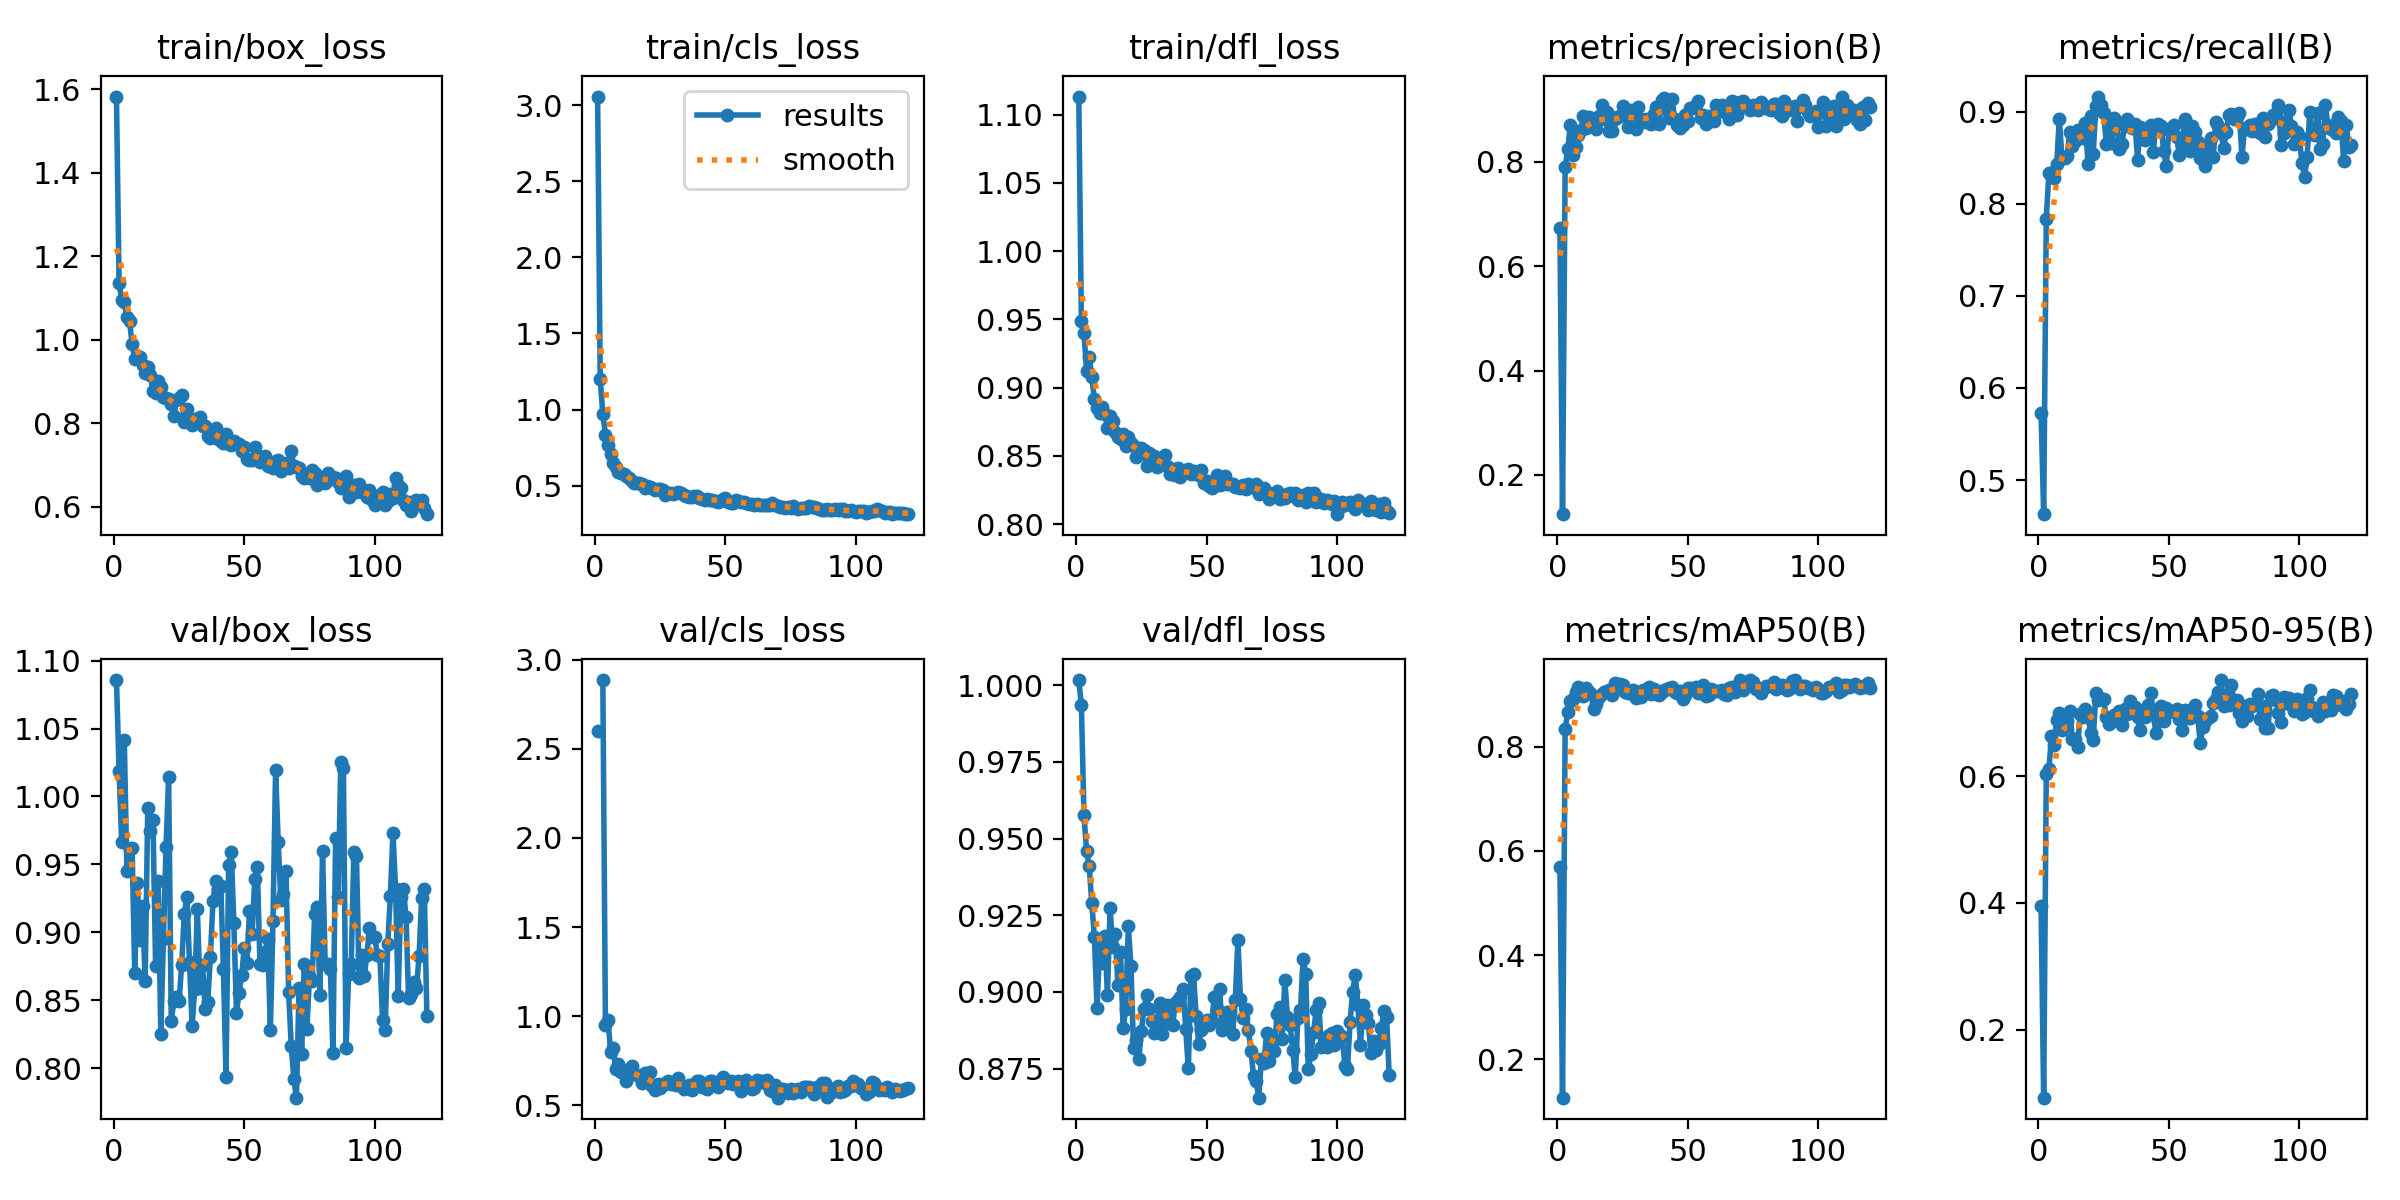 train/box_loss
1.6
1.4
1.2
1.0
0.8
0.6
0 50 100
train/cls_loss
results
smooth
3.0
2.5
2.0
1.5
1.0
0.5
0 50 100
train/dfl_loss
1.10
1.05
1.00
0.95
0.90
0.85
0.80
0 50 100
metrics/precision(B)
0.8
0.6
0.4
0.2
0 50 100
metrics/recall(B)
0.9
0.8
0.7
0.6
0.5
0 50 100
val/box_loss
1.10
1.05
1.00
0.95
0.90
0.85
0.80
0 50 100
val/cls_loss
3.0
2.5
2.0
1.5
1.0
0.5
0 50 100
val/dfl_loss
1.000
0.975
0.950
0.925
0.900
0.875
0 50 100
metrics/mAP50(B)
0.8
0.6
0.4
0.2
0 50 100
metrics/mAP50-95(B)
0.6
0.4
0.2
0 50 100